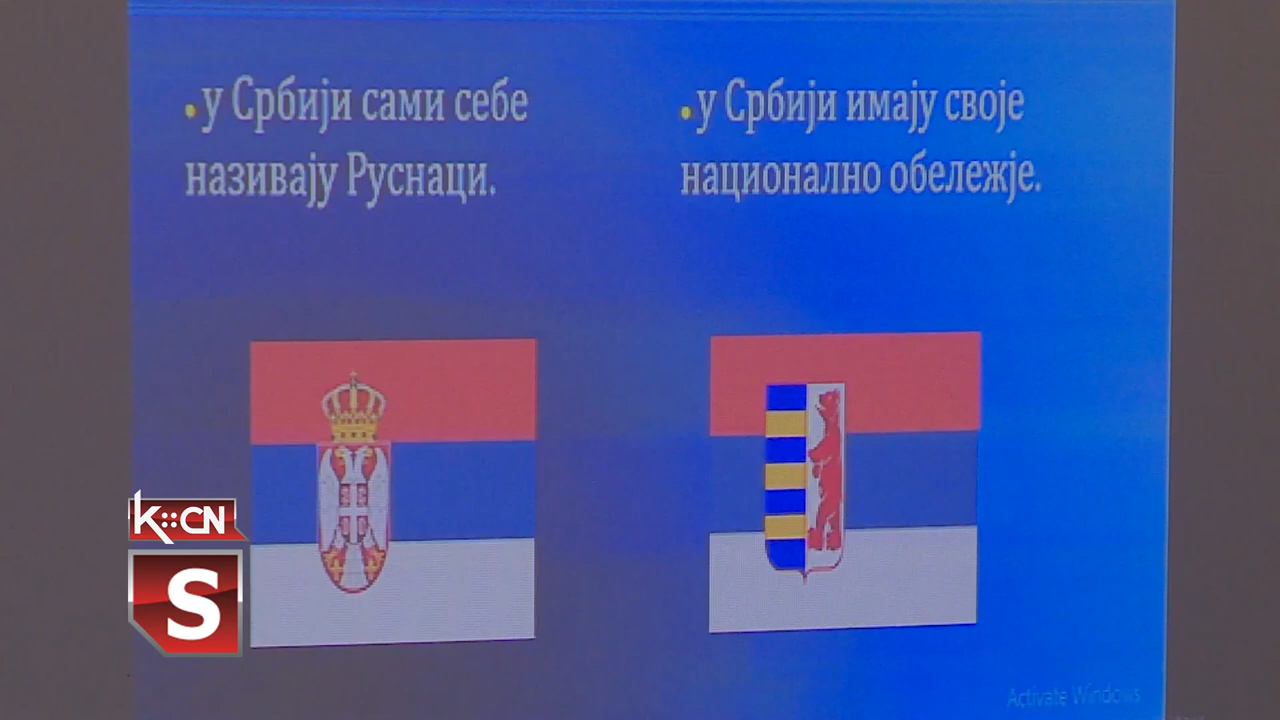 • у Србији сами себе
називају Руснаци.
• у Србији имају своје
национално обележје.
K::CN
S
Activate Windows